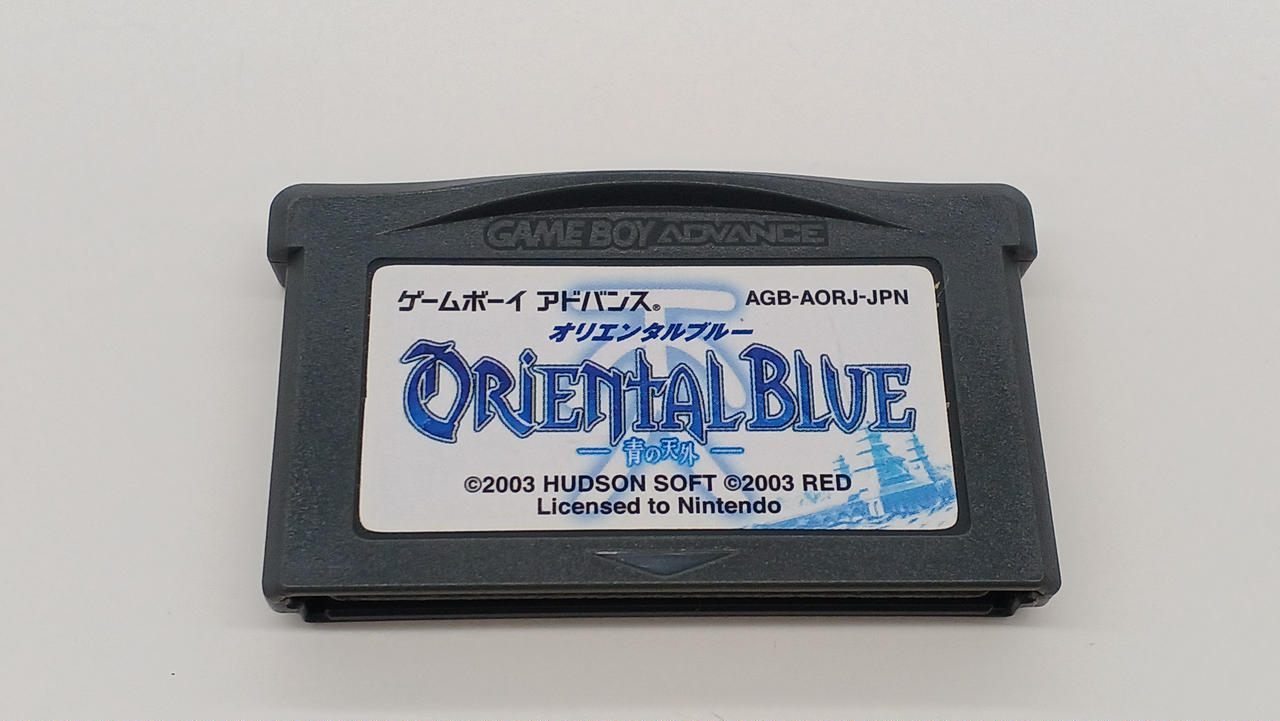 GAME BOY ADVANCE
ゲームボーイ アドバンス® AGB-AORJ-JPN
オリエンタルブルー
ORIENTAL BLUE
―青の天外―
©2003 HUDSON SOFT ©2003 RED
Licensed to Nintendo